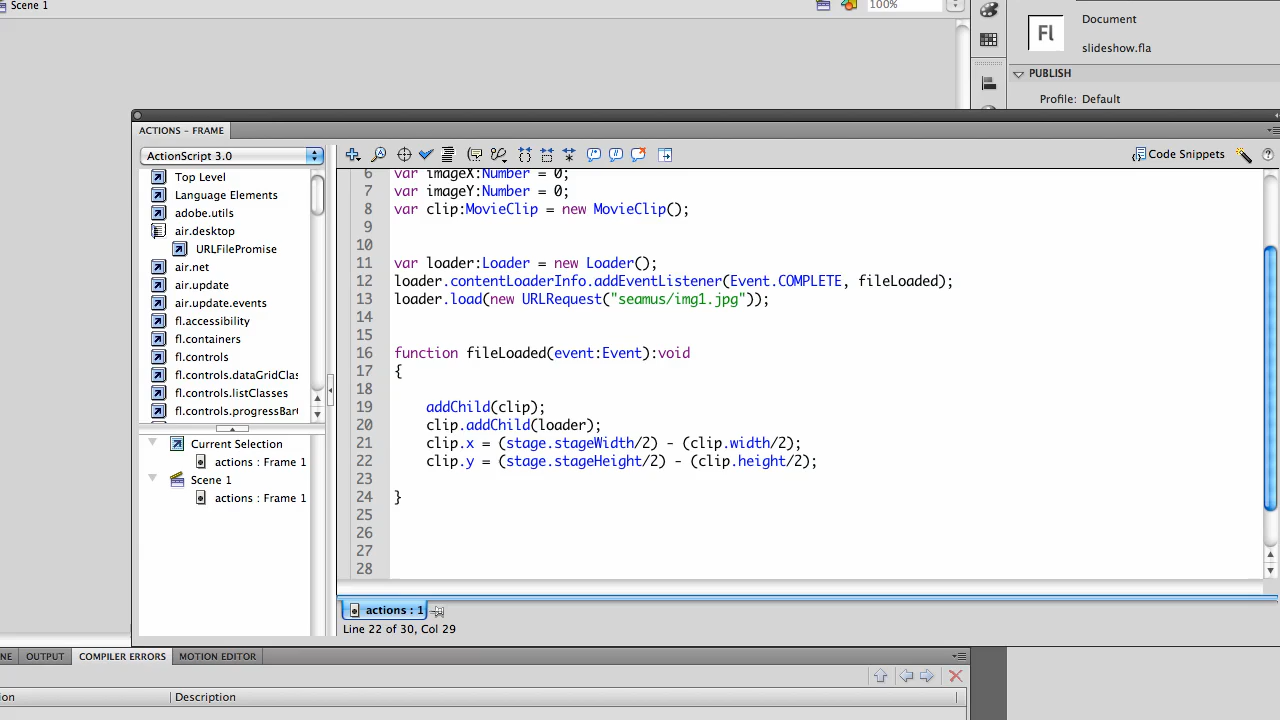 Scene 1
100%
Document
Fl
slideshow.fla
PUBLISH
Profile: Default
ACTIONS – FRAME
ActionScript 3.0
Code Snippets
Top Level
Language Elements
adobe.utils
air.desktop
URLFilePromise
air.net
air.update
air.update.events
fl.accessibility
fl.containers
fl.controls
fl.controls.dataGridClas
fl.controls.listClasses
fl.controls.progressBar
Current Selection
actions : Frame 1
Scene 1
actions : Frame 1
6 var imageX:Number = 0;
7 var imageY:Number = 0;
8 var clip:MovieClip = new MovieClip();
9
10
11 var loader:Loader = new Loader();
12 loader.contentLoaderInfo.addEventListener(Event.COMPLETE, fileLoaded);
13 loader.load(new URLRequest("seamus/img1.jpg"));
14
15
16 function fileLoaded(event:Event):void
17 {
18
19 addChild(clip);
20 clip.addChild(loader);
21 clip.x = (stage.stageWidth/2) - (clip.width/2);
22 clip.y = (stage.stageHeight/2) - (clip.height/2);
23
24 }
25
26
27
28
actions : 1
Line 22 of 30, Col 29
NE OUTPUT COMPILER ERRORS MOTION EDITOR
ion Description